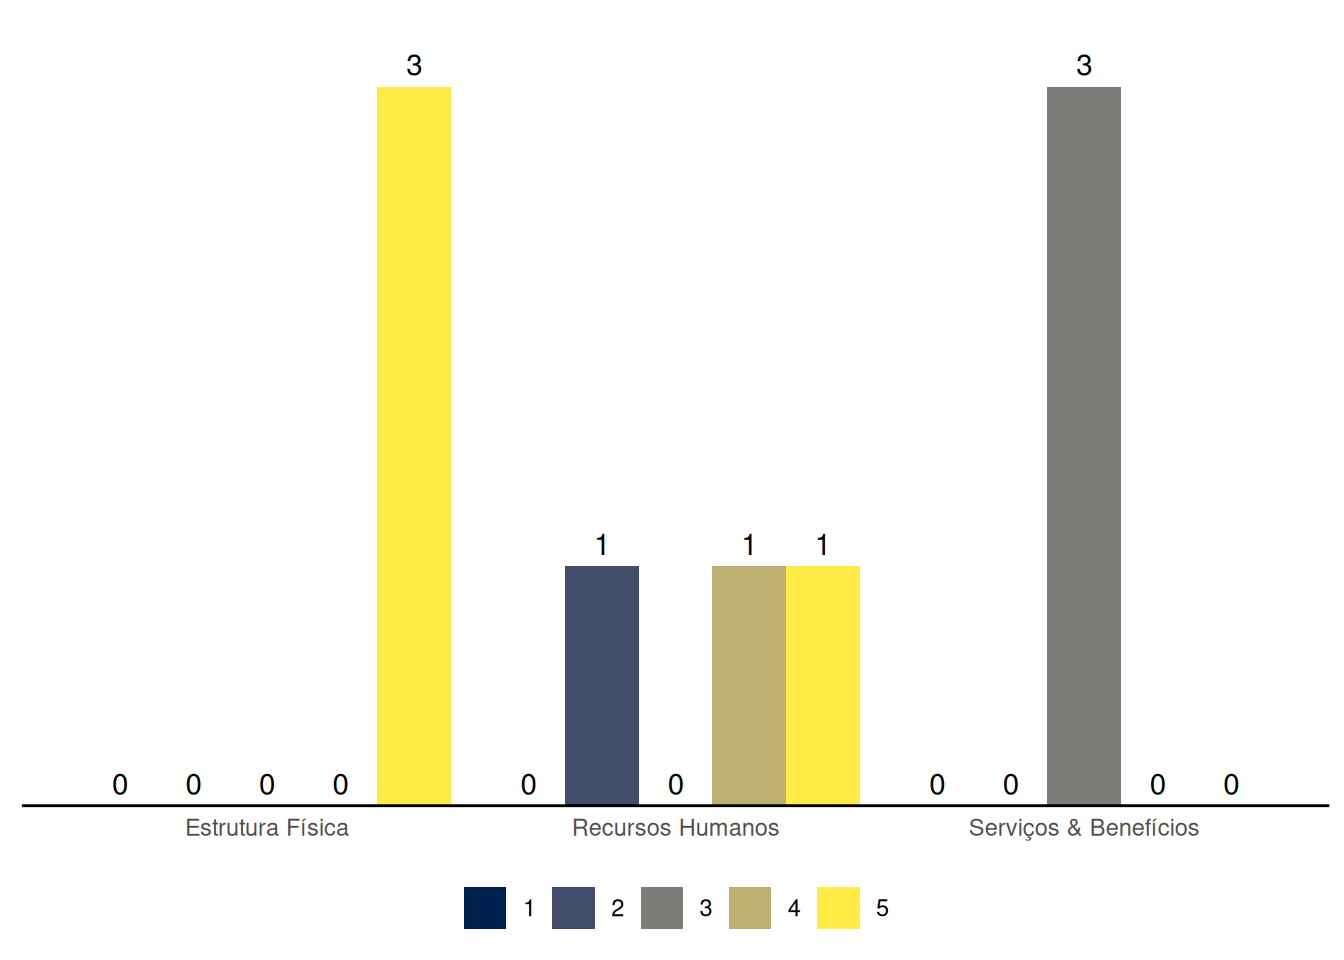 3 3
1 1 1
0 0 0 0 0 0 0 0 0 0
Estrutura Física Recursos Humanos Serviços & Benefícios
1 2 3 4 5